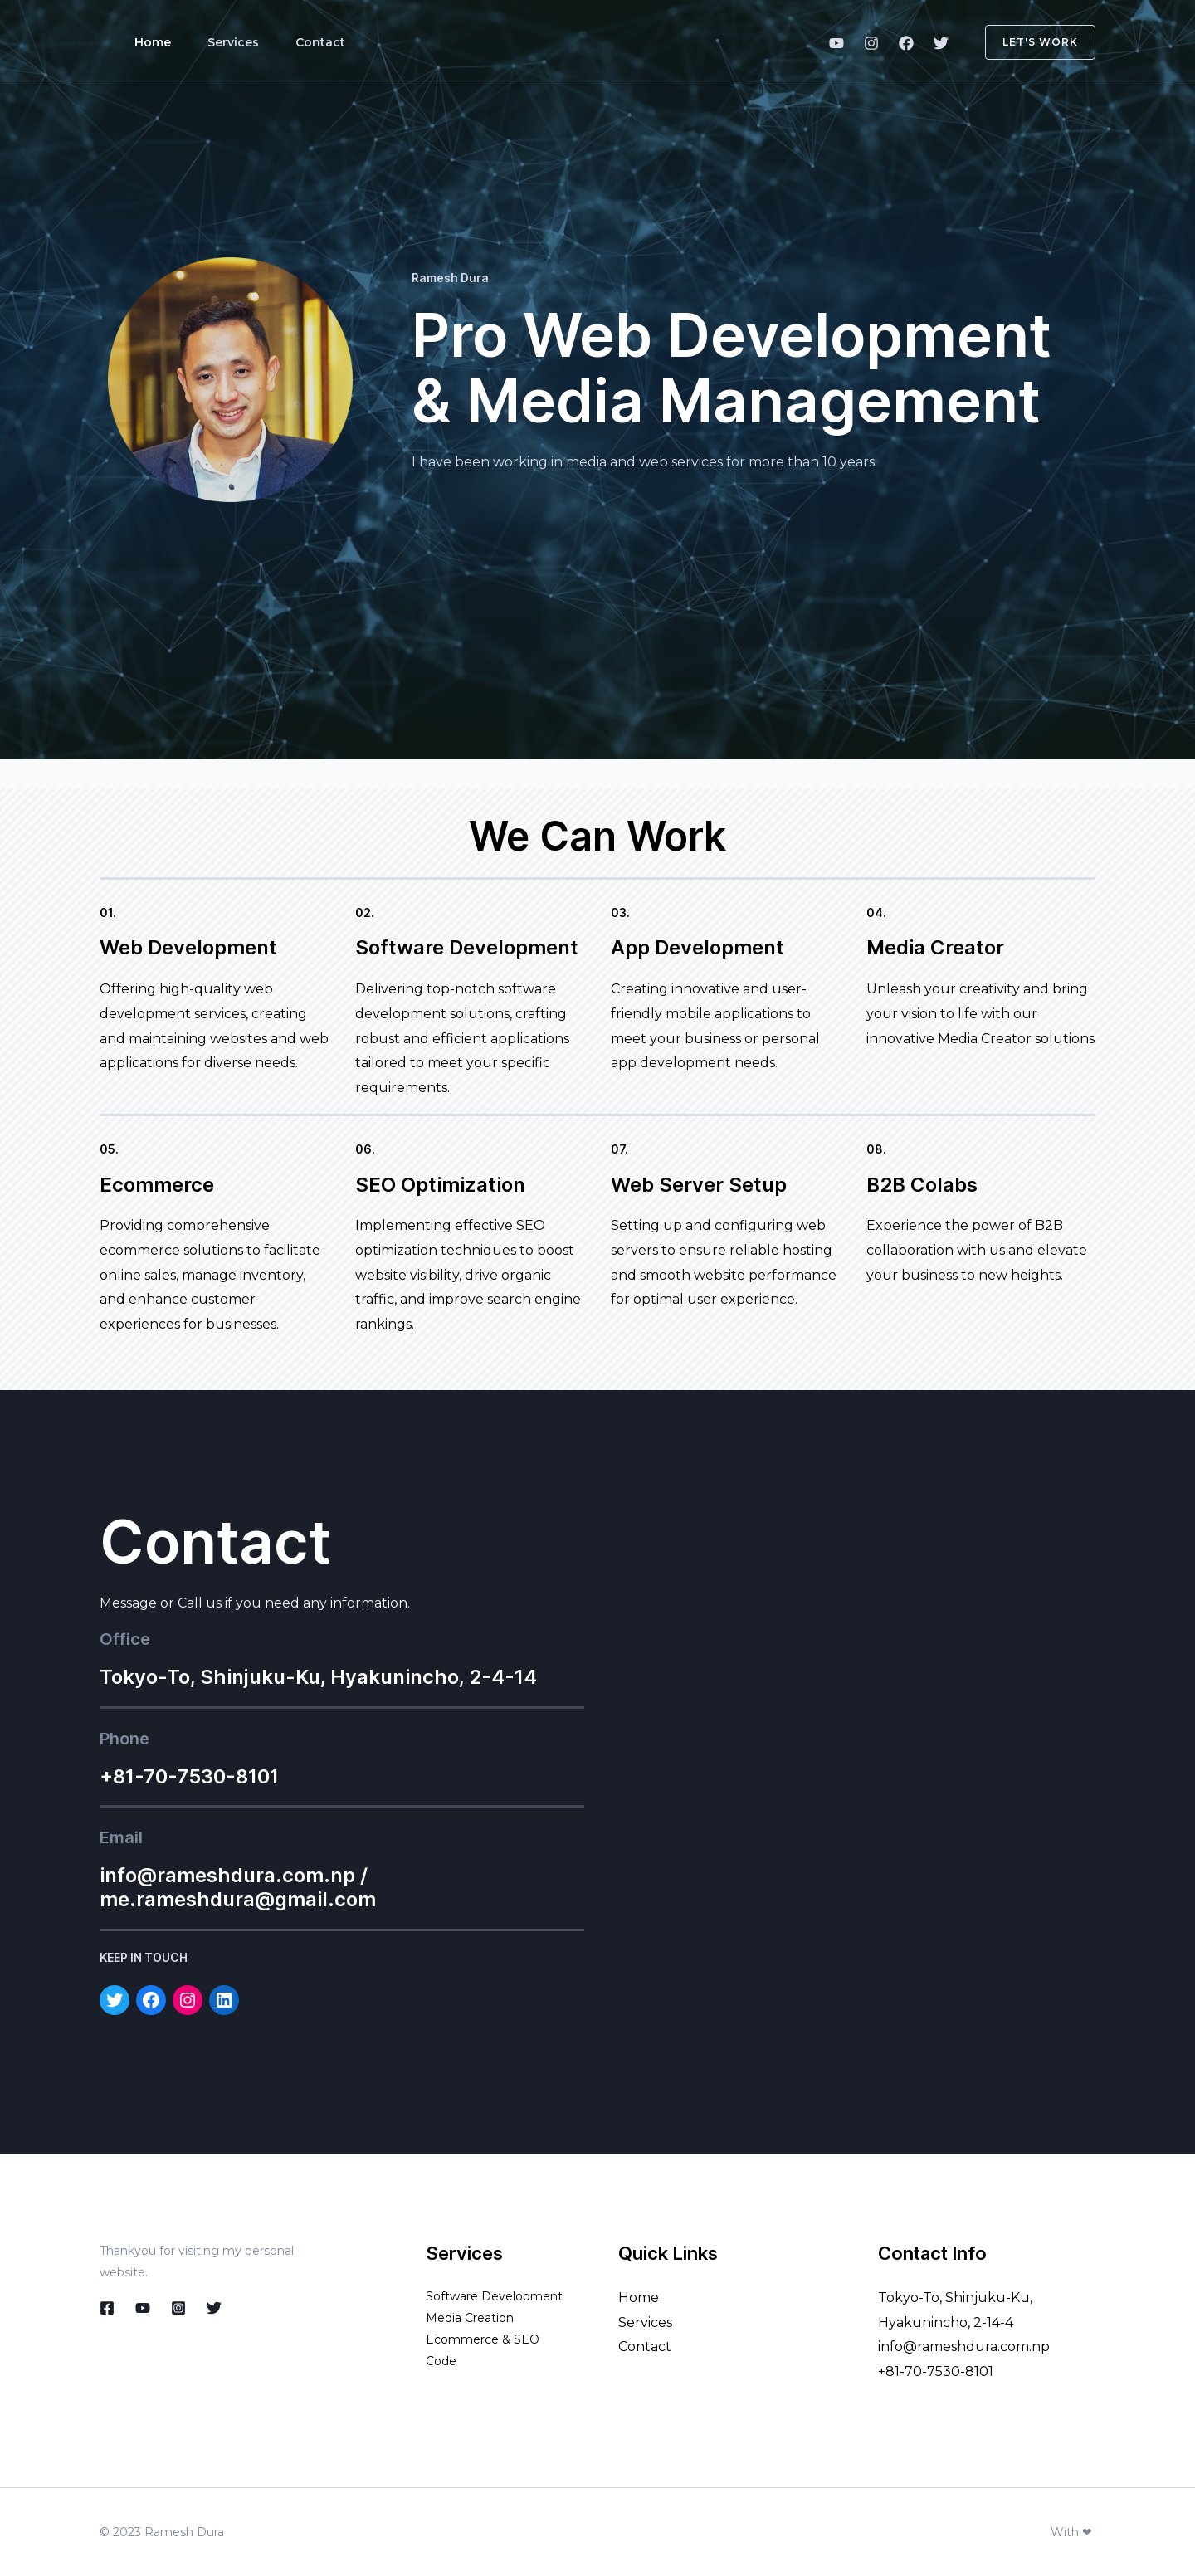 Home Services Contact LET'S WORK
Ramesh Dura
Pro Web Development
& Media Management
I have been working in media and web services for more than 10 years
We Can Work
01.
Web Development
Offering high-quality web
development services, creating
and maintaining websites and web
applications for diverse needs.
02.
Software Development
Delivering top-notch software
development solutions, crafting
robust and efficient applications
tailored to meet your specific
requirements.
03.
App Development
Creating innovative and user-
friendly mobile applications to
meet your business or personal
app development needs.
04.
Media Creator
Unleash your creativity and bring
your vision to life with our
innovative Media Creator solutions
05.
Ecommerce
Providing comprehensive
ecommerce solutions to facilitate
online sales, manage inventory,
and enhance customer
experiences for businesses.
06.
SEO Optimization
Implementing effective SEO
optimization techniques to boost
website visibility, drive organic
traffic, and improve search engine
rankings.
07.
Web Server Setup
Setting up and configuring web
servers to ensure reliable hosting
and smooth website performance
for optimal user experience.
08.
B2B Colabs
Experience the power of B2B
collaboration with us and elevate
your business to new heights.
Contact
Message or Call us if you need any information.
Office
Tokyo-To, Shinjuku-Ku, Hyakunincho, 2-4-14
Phone
+81-70-7530-8101
Email
info@rameshdura.com.np /
me.rameshdura@gmail.com
KEEP IN TOUCH
Thankyou for visiting my personal
website.
Services
Software Development
Media Creation
Ecommerce & SEO
Code
Quick Links
Home
Services
Contact
Contact Info
Tokyo-To, Shinjuku-Ku,
Hyakunincho, 2-14-4
info@rameshdura.com.np
+81-70-7530-8101
© 2023 Ramesh Dura
With ❤